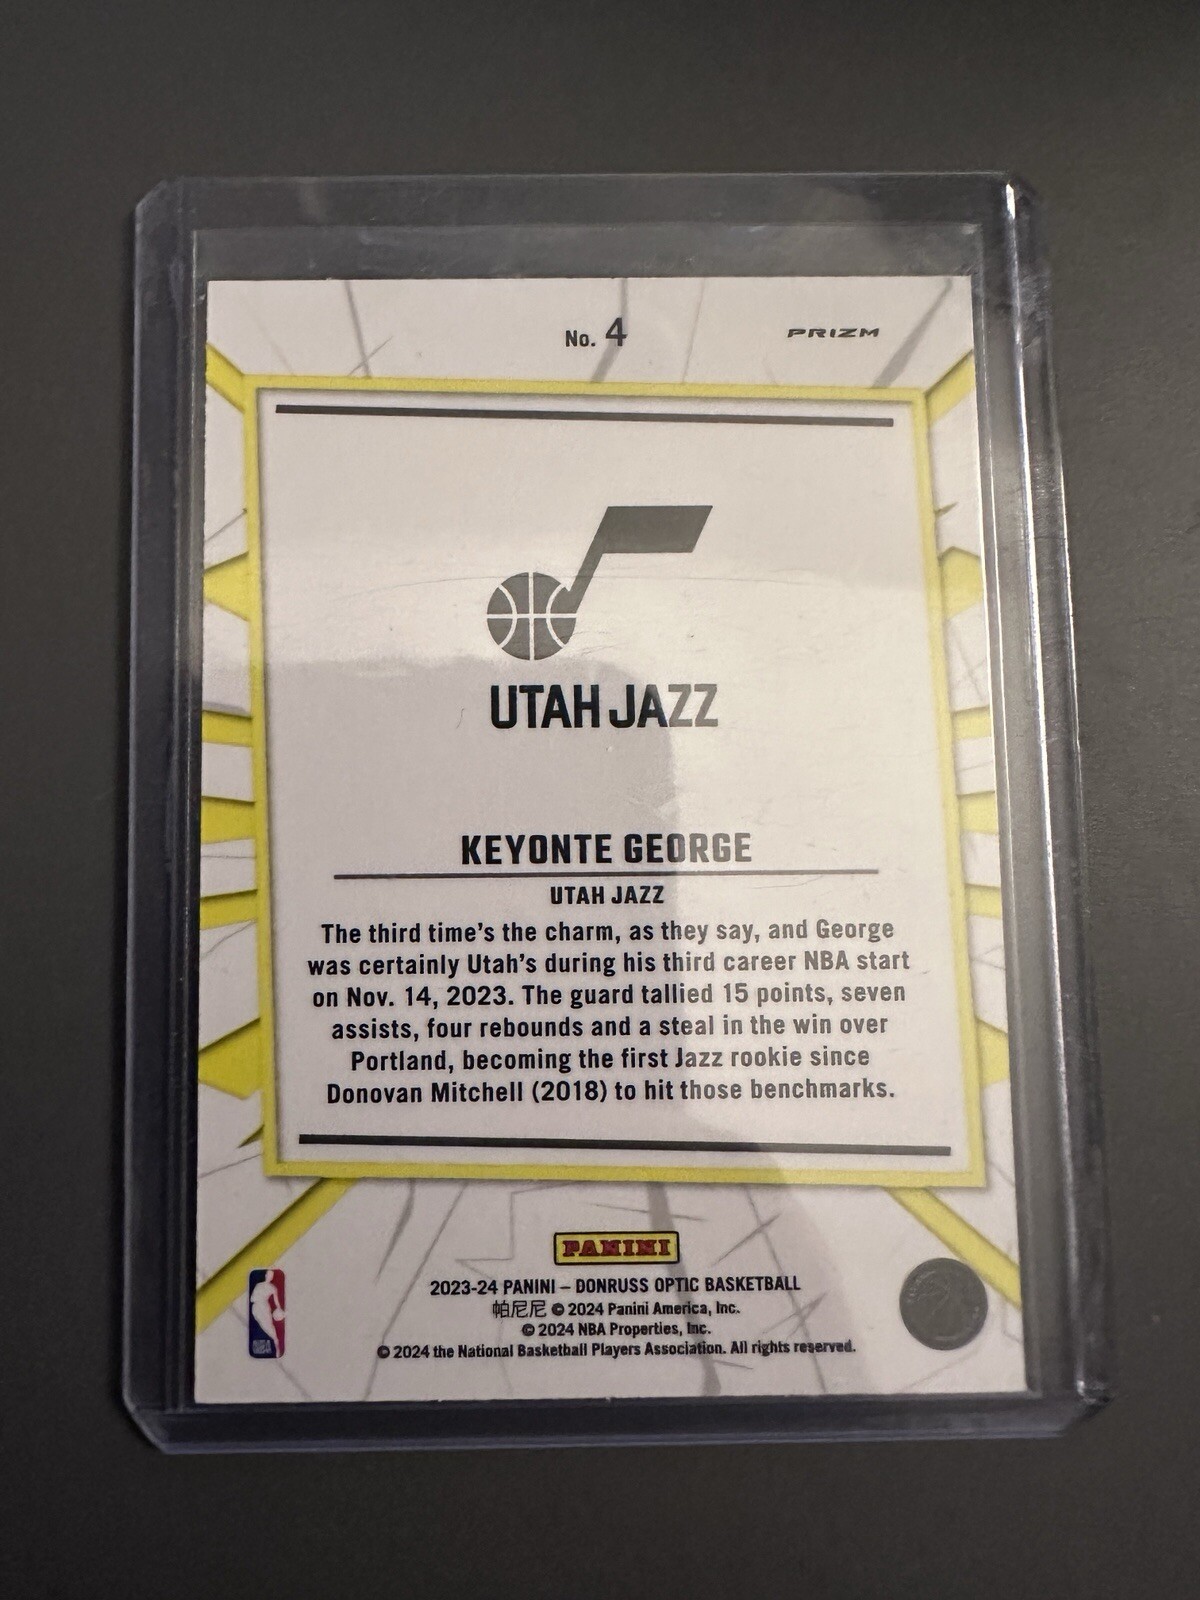 No. 4
PRIZM
UTAH JAZZ
KEYONTE GEORGE
UTAH JAZZ
The third time's the charm, as they say, and George
was certainly Utah's during his third career NBA start
on Nov. 14, 2023. The guard tallied 15 points, seven
assists, four rebounds and a steal in the win over
Portland, becoming the first Jazz rookie since
Donovan Mitchell (2018) to hit those benchmarks.
PANINI
2023-24 PANINI – DONRUSS OPTIC BASKETBALL
帕尼尼 © 2024 Panini America, Inc.
© 2024 NBA Properties, Inc.
© 2024 the National Basketball Players Association. All rights reserved.
NBA